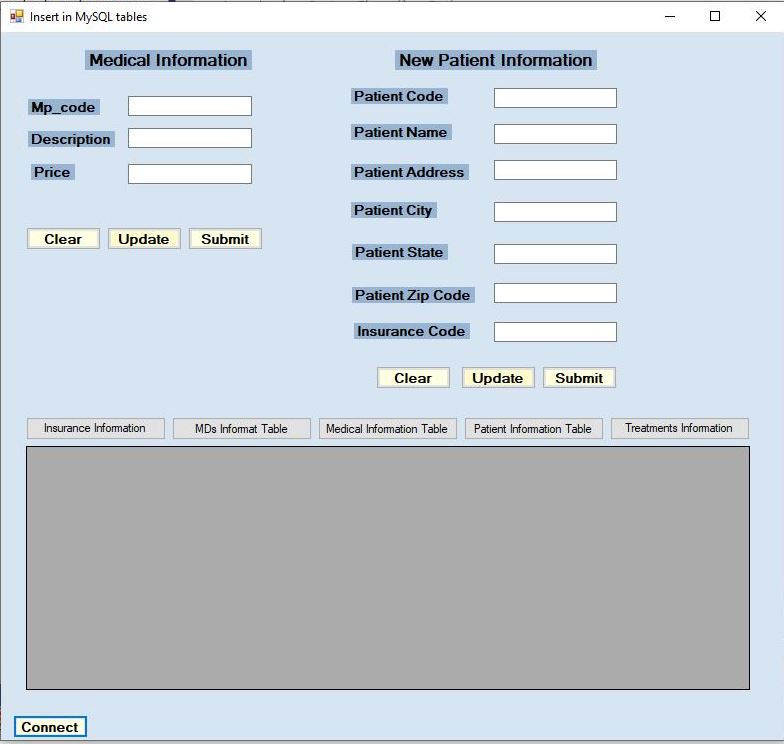 Insert in MySQL tables
Medical Information
Mp_code
Description
Price
Clear Update Submit
New Patient Information
Patient Code
Patient Name
Patient Address
Patient City
Patient State
Patient Zip Code
Insurance Code
Clear Update Submit
Insurance Information MDs Informat Table Medical Information Table Patient Information Table Treatments Information
Connect